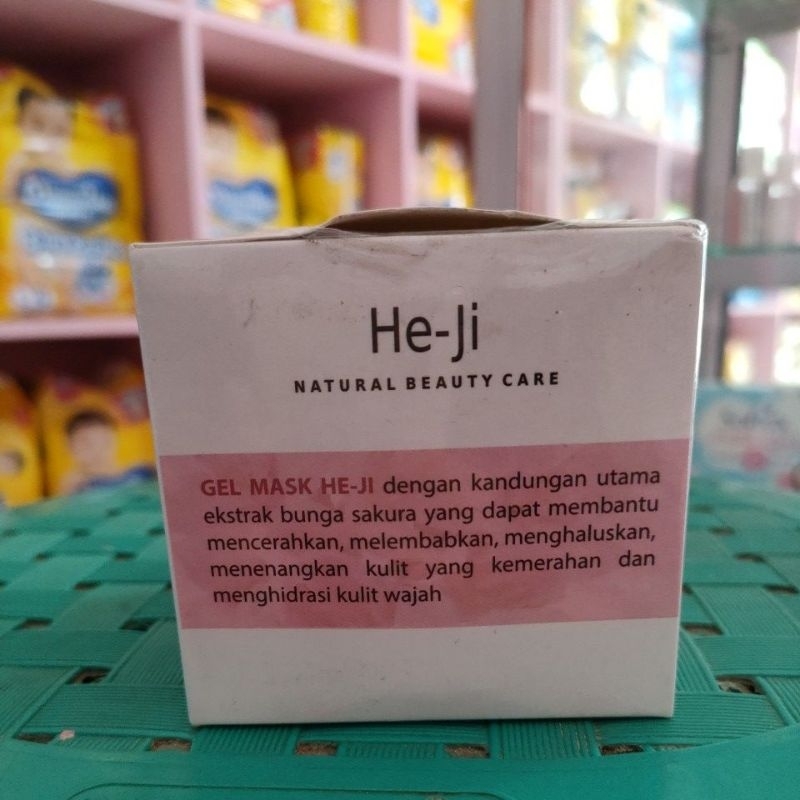 He-Ji
NATURAL BEAUTY CARE
GEL MASK HE-JI dengan kandungan utama
ekstrak bunga sakura yang dapat membantu
mencerahkan, melembabkan, menghaluskan,
menenangkan kulit yang kemerahan dan
menghidrasi kulit wajah